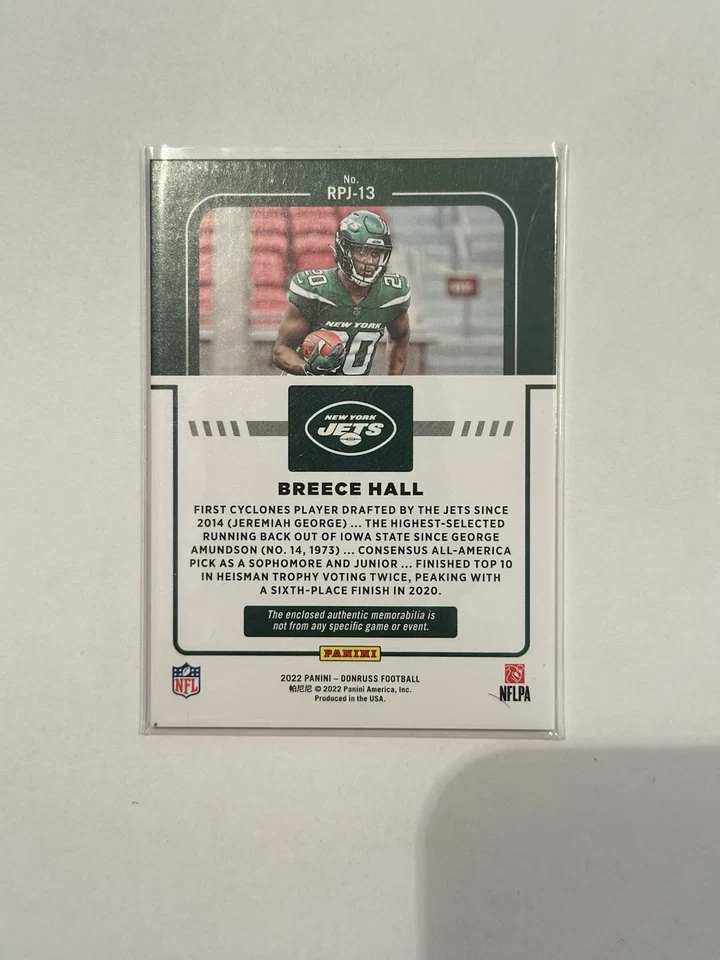 No.
RPJ-13
JETS
20
20
NEW YORK
20
NEW YORK
JETS
BREECE HALL
FIRST CYCLONES PLAYER DRAFTED BY THE JETS SINCE
2014 (JEREMIAH GEORGE) ... THE HIGHEST-SELECTED
RUNNING BACK OUT OF IOWA STATE SINCE GEORGE
AMUNDSON (NO. 14, 1973) ... CONSENSUS ALL-AMERICA
PICK AS A SOPHOMORE AND JUNIOR ... FINISHED TOP 10
IN HEISMAN TROPHY VOTING TWICE, PEAKING WITH
A SIXTH-PLACE FINISH IN 2020.
The enclosed authentic memorabilia is
not from any specific game or event.
PANINI
2022 PANINI – DONRUSS FOOTBALL
帕尼尼 © 2022 Panini America, Inc.
Produced in the USA.
NFL
NFLPA